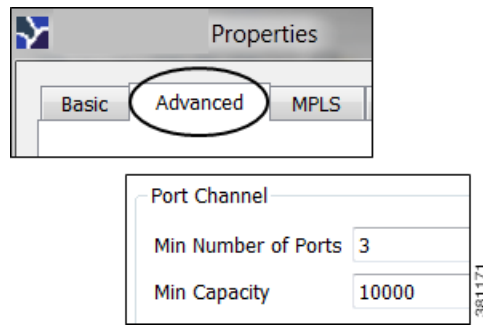 Properties
Basic Advanced MPLS
Port Channel
Min Number of Ports 3
Min Capacity 10000
381171